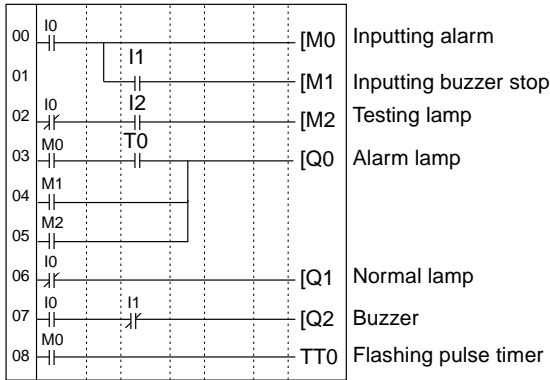 00 I0 [M0 Inputting alarm
01 I1 [M1 Inputting buzzer stop
02 I0 I2 [M2 Testing lamp
03 M0 T0 [Q0 Alarm lamp
04 M1
05 M2
06 I0 [Q1 Normal lamp
07 I0 I1 [Q2 Buzzer
08 M0 TT0 Flashing pulse timer